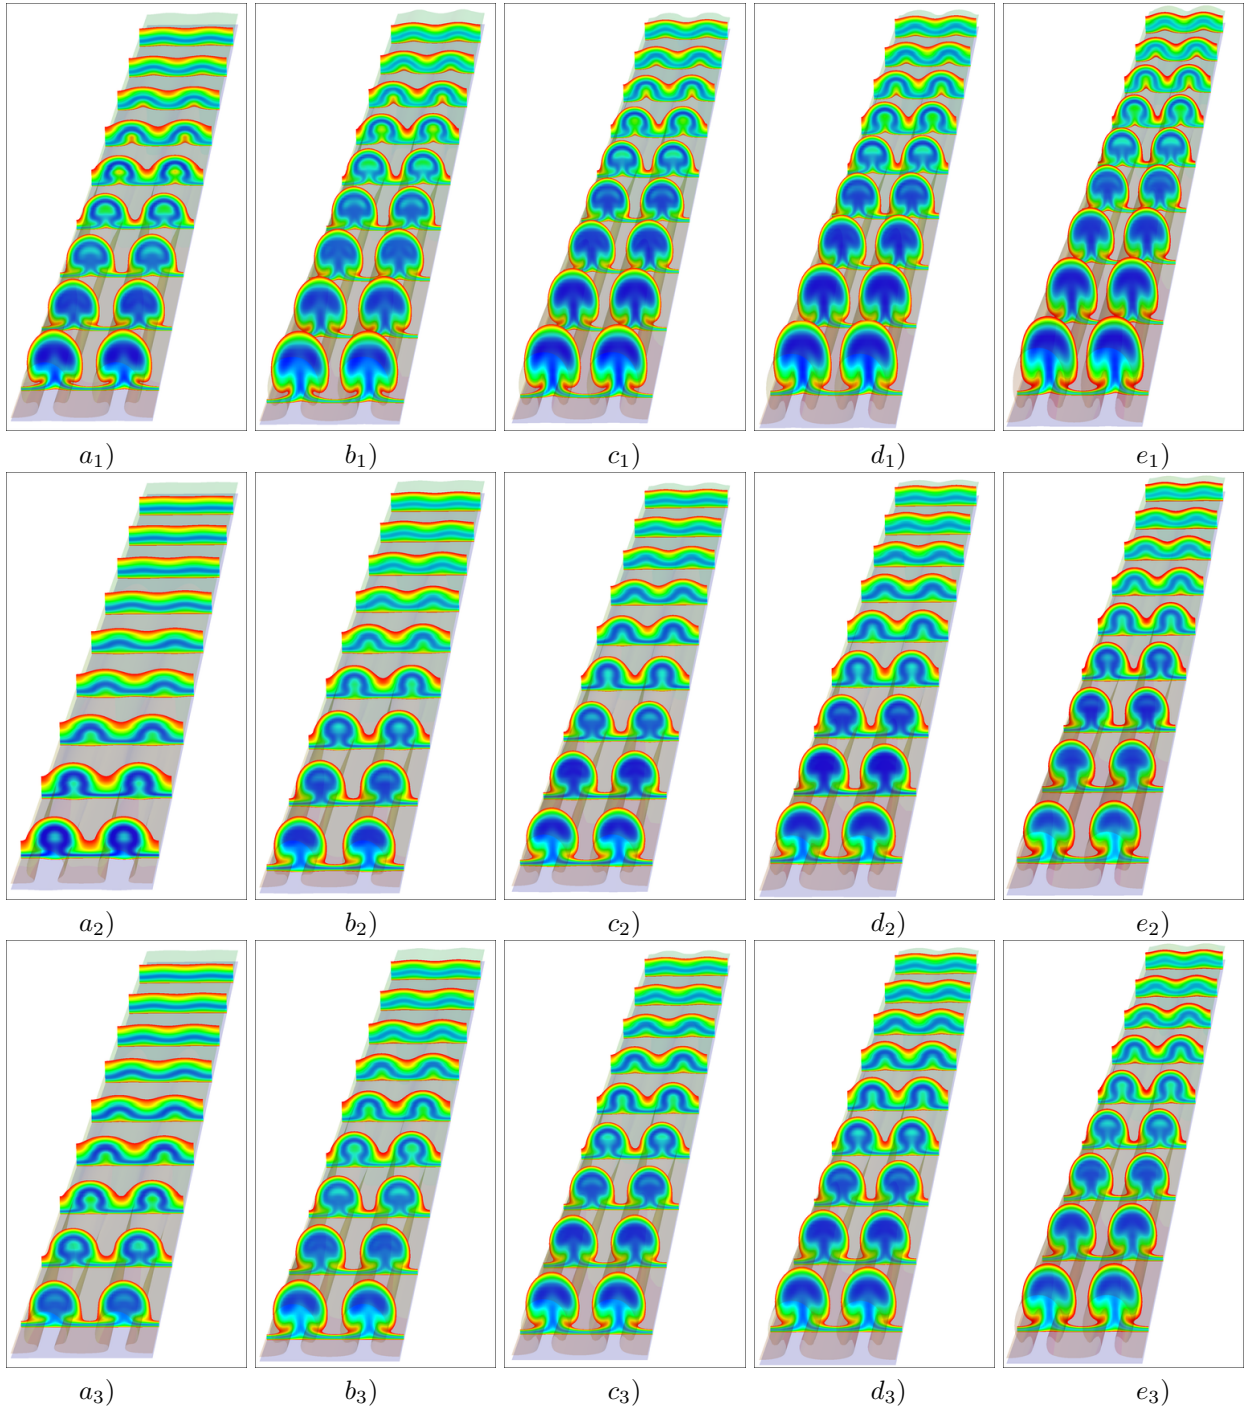 a₁) b₁) c₁) d₁) e₁)
a₂) b₂) c₂) d₂) e₂)
a₃) b₃) c₃) d₃) e₃)